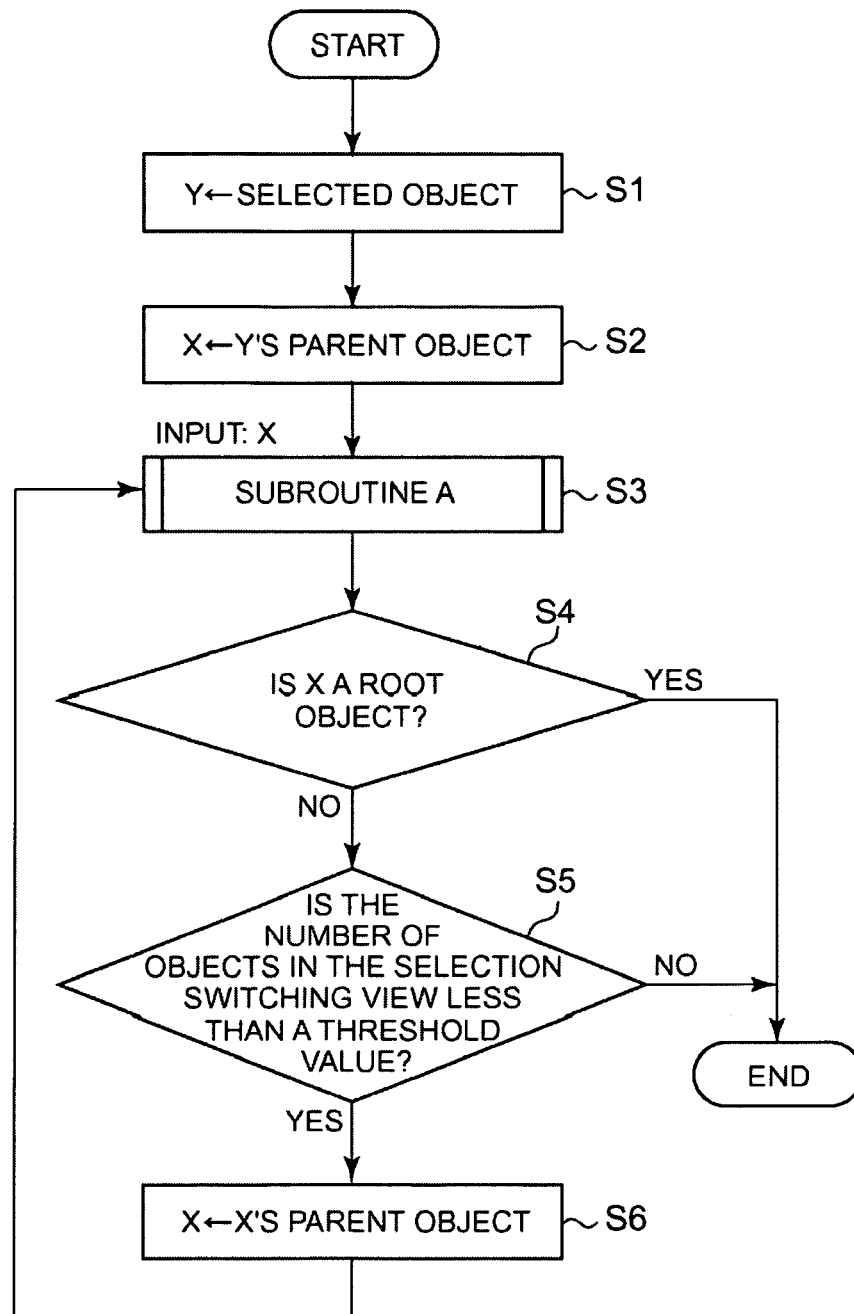 START
Y←SELECTED OBJECT
S1
X←Y'S PARENT OBJECT
S2
INPUT: X
SUBROUTINE A
S3
S4
IS X A ROOT
OBJECT?
YES
NO
S5
IS THE
NUMBER OF
OBJECTS IN THE SELECTION
SWITCHING VIEW LESS
THAN A THRESHOLD
VALUE?
NO
END
YES
X←X'S PARENT OBJECT
S6